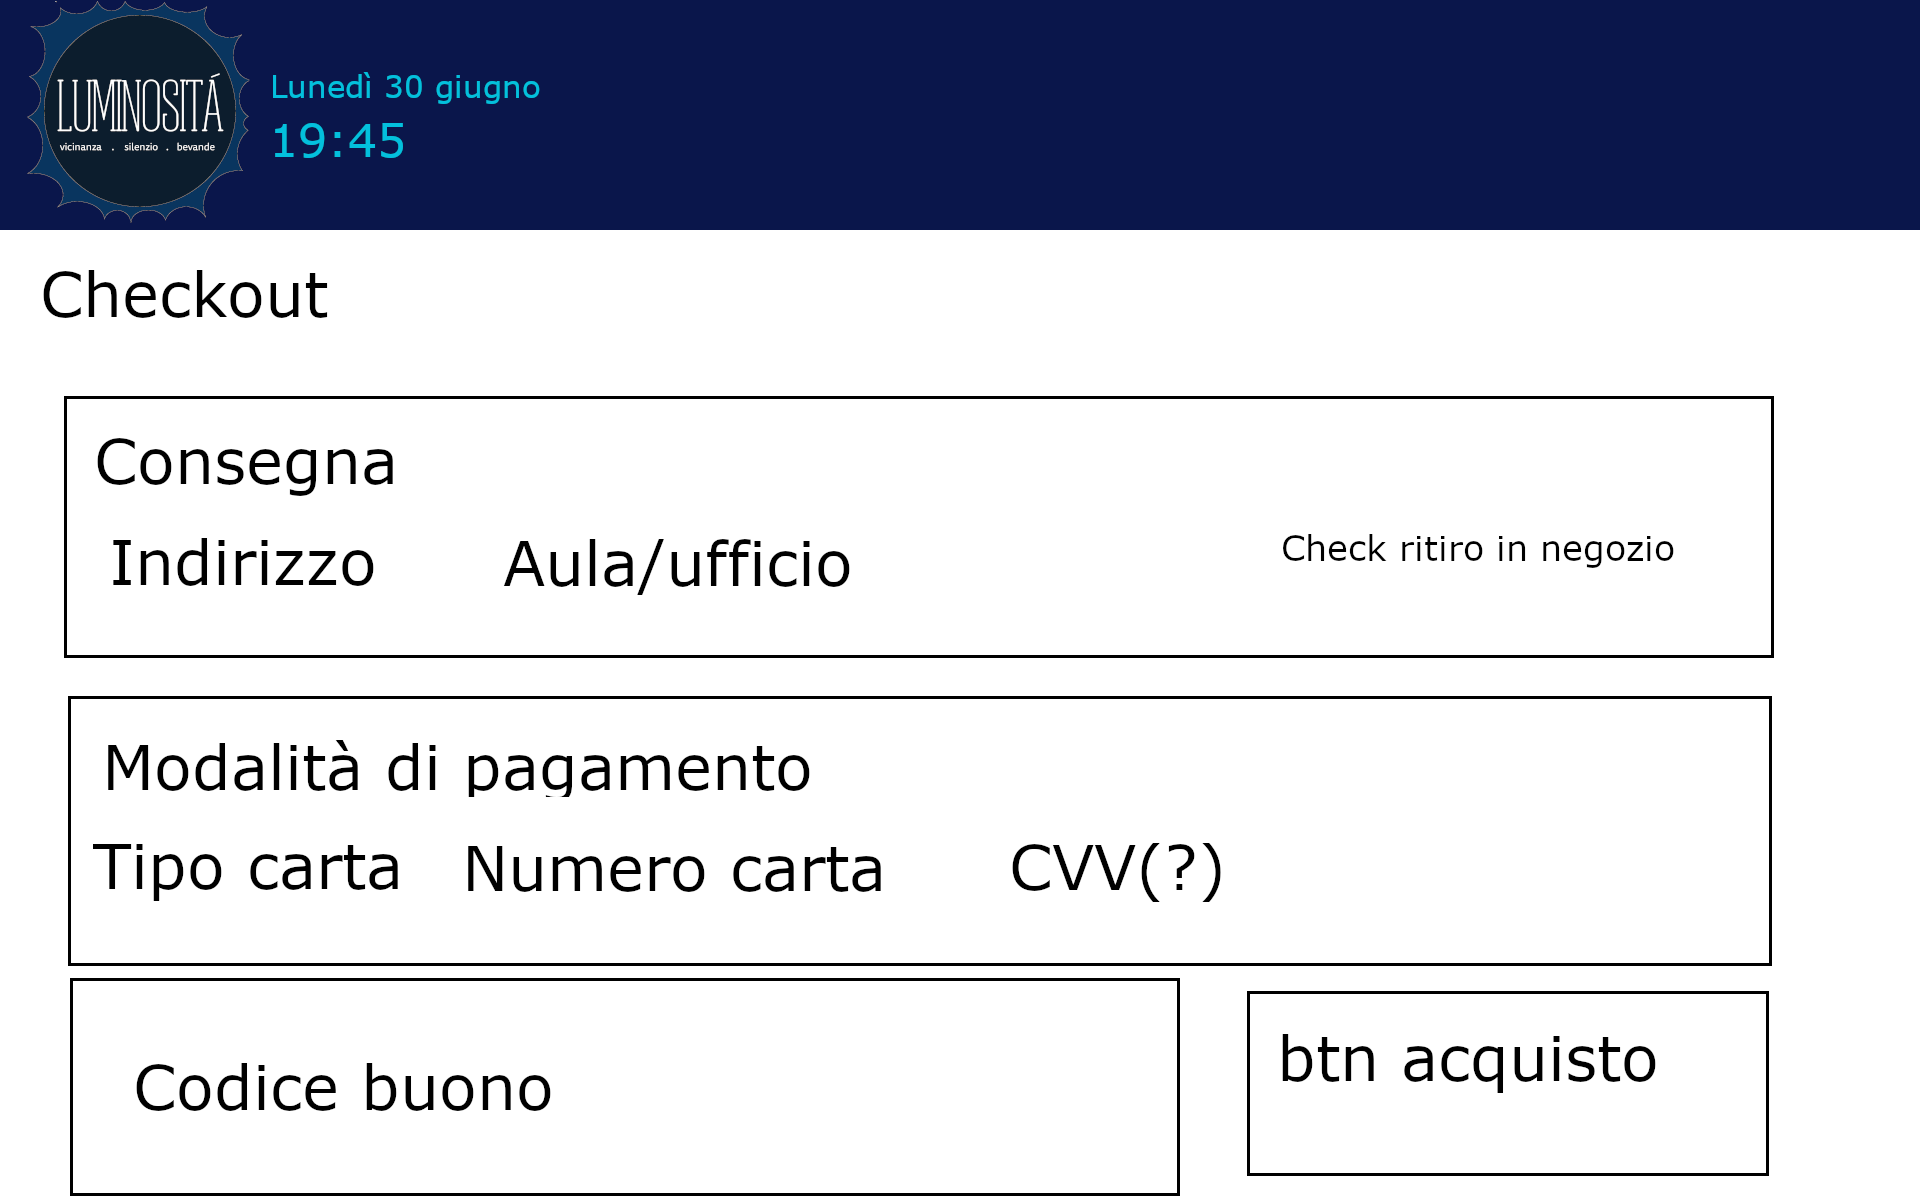 LUMINOSITÁ
vicinanza . silenzio . bevande
Lunedì 30 giugno
19:45
Checkout
Consegna
Indirizzo Aula/ufficio Check ritiro in negozio
Modalità di pagamento
Tipo carta Numero carta CVV(?)
Codice buono
btn acquisto